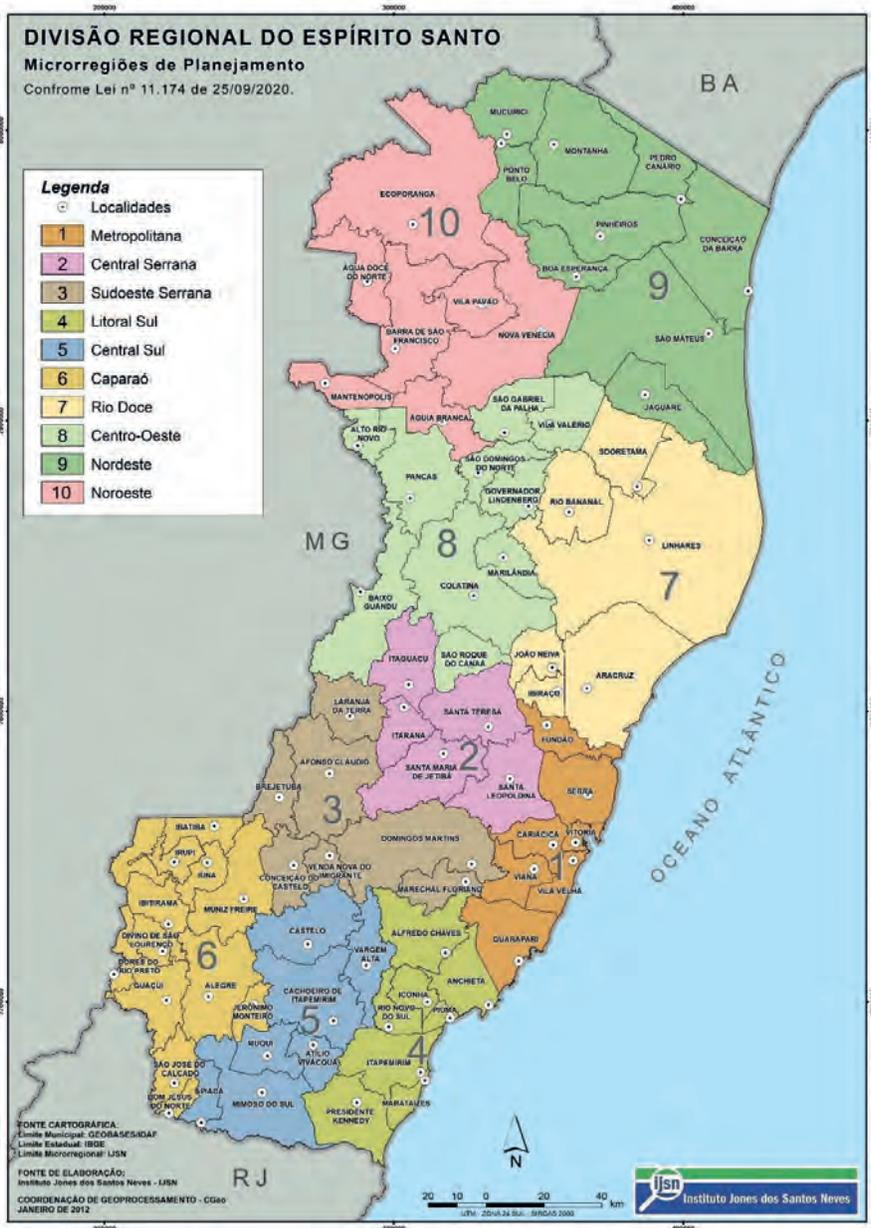 DIVISÃO REGIONAL DO ESPÍRITO SANTO
Microrregiões de Planejamento
Confrome Lei nº 11.174 de 25/09/2020.
Legenda
Localidades
1 Metropolitana
2 Central Serrana
3 Sudoeste Serrana
4 Litoral Sul
5 Central Sul
6 Caparaó
7 Rio Doce
8 Centro-Oeste
9 Nordeste
10 Noroeste
BA
MG
RJ
OCEANO ATLÂNTICO
MUCURICI
MONTANHA
PEDRO
CANÁRIO
PONTO
BELO
ECOPORANGA
10
PINHEIROS
CONCEIÇÃO
DA BARRA
BOA ESPERANÇA
9
ÁGUA DOCE
DO NORTE
VILA PAVÃO
BARRA DE SÃO
FRANCISCO
NOVA VENÉCIA
SÃO MATEUS
MANTENÓPOLIS
ÁGUIA BRANCA
SÃO GABRIEL
DA PALHA
VILA VALÉRIO
JAGUARÉ
ALTO RIO
NOVO
SÃO DOMINGOS
DO NORTE
SOORETAMA
PANCAS
GOVERNADOR
LINDENBERG
RIO BANANAL
LINHARES
8
7
MARILÂNDIA
COLATINA
BAIXO
GUANDU
ITAGUAÇU
SÃO ROQUE
DO CANAÃ
JOÃO NEIVA
ARACRUZ
IBIRAÇU
LARANJA
DA TERRA
SANTA TERESA
ITARANA
FUNDÃO
2
AFONSO CLÁUDIO
SANTA MARIA
DE JETIBÁ
SANTA
LEOPOLDINA
SERRA
BREJETUBA
3
IBATIBA
DOMINGOS MARTINS
CARIACICA
VITÓRIA
IRUPI
IÚNA
CONCEIÇÃO DO
CASTELO
VENDA NOVA DO
IMIGRANTE
VIANA
1
VILA VELHA
MARECHAL FLORIANO
IBITIRAMA
MUNIZ FREIRE
GUARAPARI
CASTELO
ALFREDO CHAVES
DIVINO DE SÃO
LOURENÇO
6
VARGEM
ALTA
DORES DO
RIO PRETO
GUAÇUÍ
ALEGRE
ANCHIETA
CACHOEIRO DE
ITAPEMIRIM
ICONHA
JERÔNIMO
MONTEIRO
RIO NOVO
DO SUL
PIÚMA
5
MUQUI
ATÍLIO
VIVACQUA
4
ITAPEMIRIM
SÃO JOSÉ DO
CALÇADO
APIACÁ
MIMOSO DO SUL
BOM JESUS
DO NORTE
PRESIDENTE
KENNEDY
MARATAÍZES
FONTE CARTOGRÁFICA:
Limite Municipal: GEOBASES/IDAF
Limite Estadual: IBGE
Limite Microrregional: IJSN
FONTE DE ELABORAÇÃO:
Instituto Jones dos Santos Neves - IJSN
COORDENAÇÃO DE GEOPROCESSAMENTO - CGeo
JANEIRO DE 2012
N
20 10 0 20 40 km
UTM - ZONA 24 SUL - SIRGAS 2000
ijsn
Instituto Jones dos Santos Neves